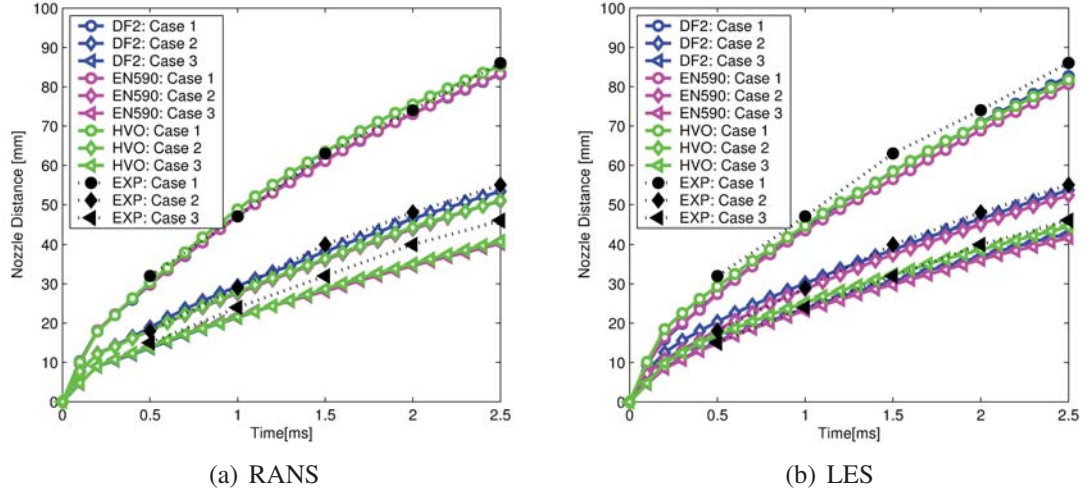 100
90
80
70
60
50
40
30
20
10
0
Nozzle Distance [mm]
DF2: Case 1
DF2: Case 2
DF2: Case 3
EN590: Case 1
EN590: Case 2
EN590: Case 3
HVO: Case 1
HVO: Case 2
HVO: Case 3
EXP: Case 1
EXP: Case 2
EXP: Case 3
0 0.5 1 1.5 2 2.5
Time[ms]
(a) RANS
100
90
80
70
60
50
40
30
20
10
0
Nozzle Distance [mm]
DF2: Case 1
DF2: Case 2
DF2: Case 3
EN590: Case 1
EN590: Case 2
EN590: Case 3
HVO: Case 1
HVO: Case 2
HVO: Case 3
EXP: Case 1
EXP: Case 2
EXP: Case 3
0 0.5 1 1.5 2 2.5
Time[ms]
(b) LES